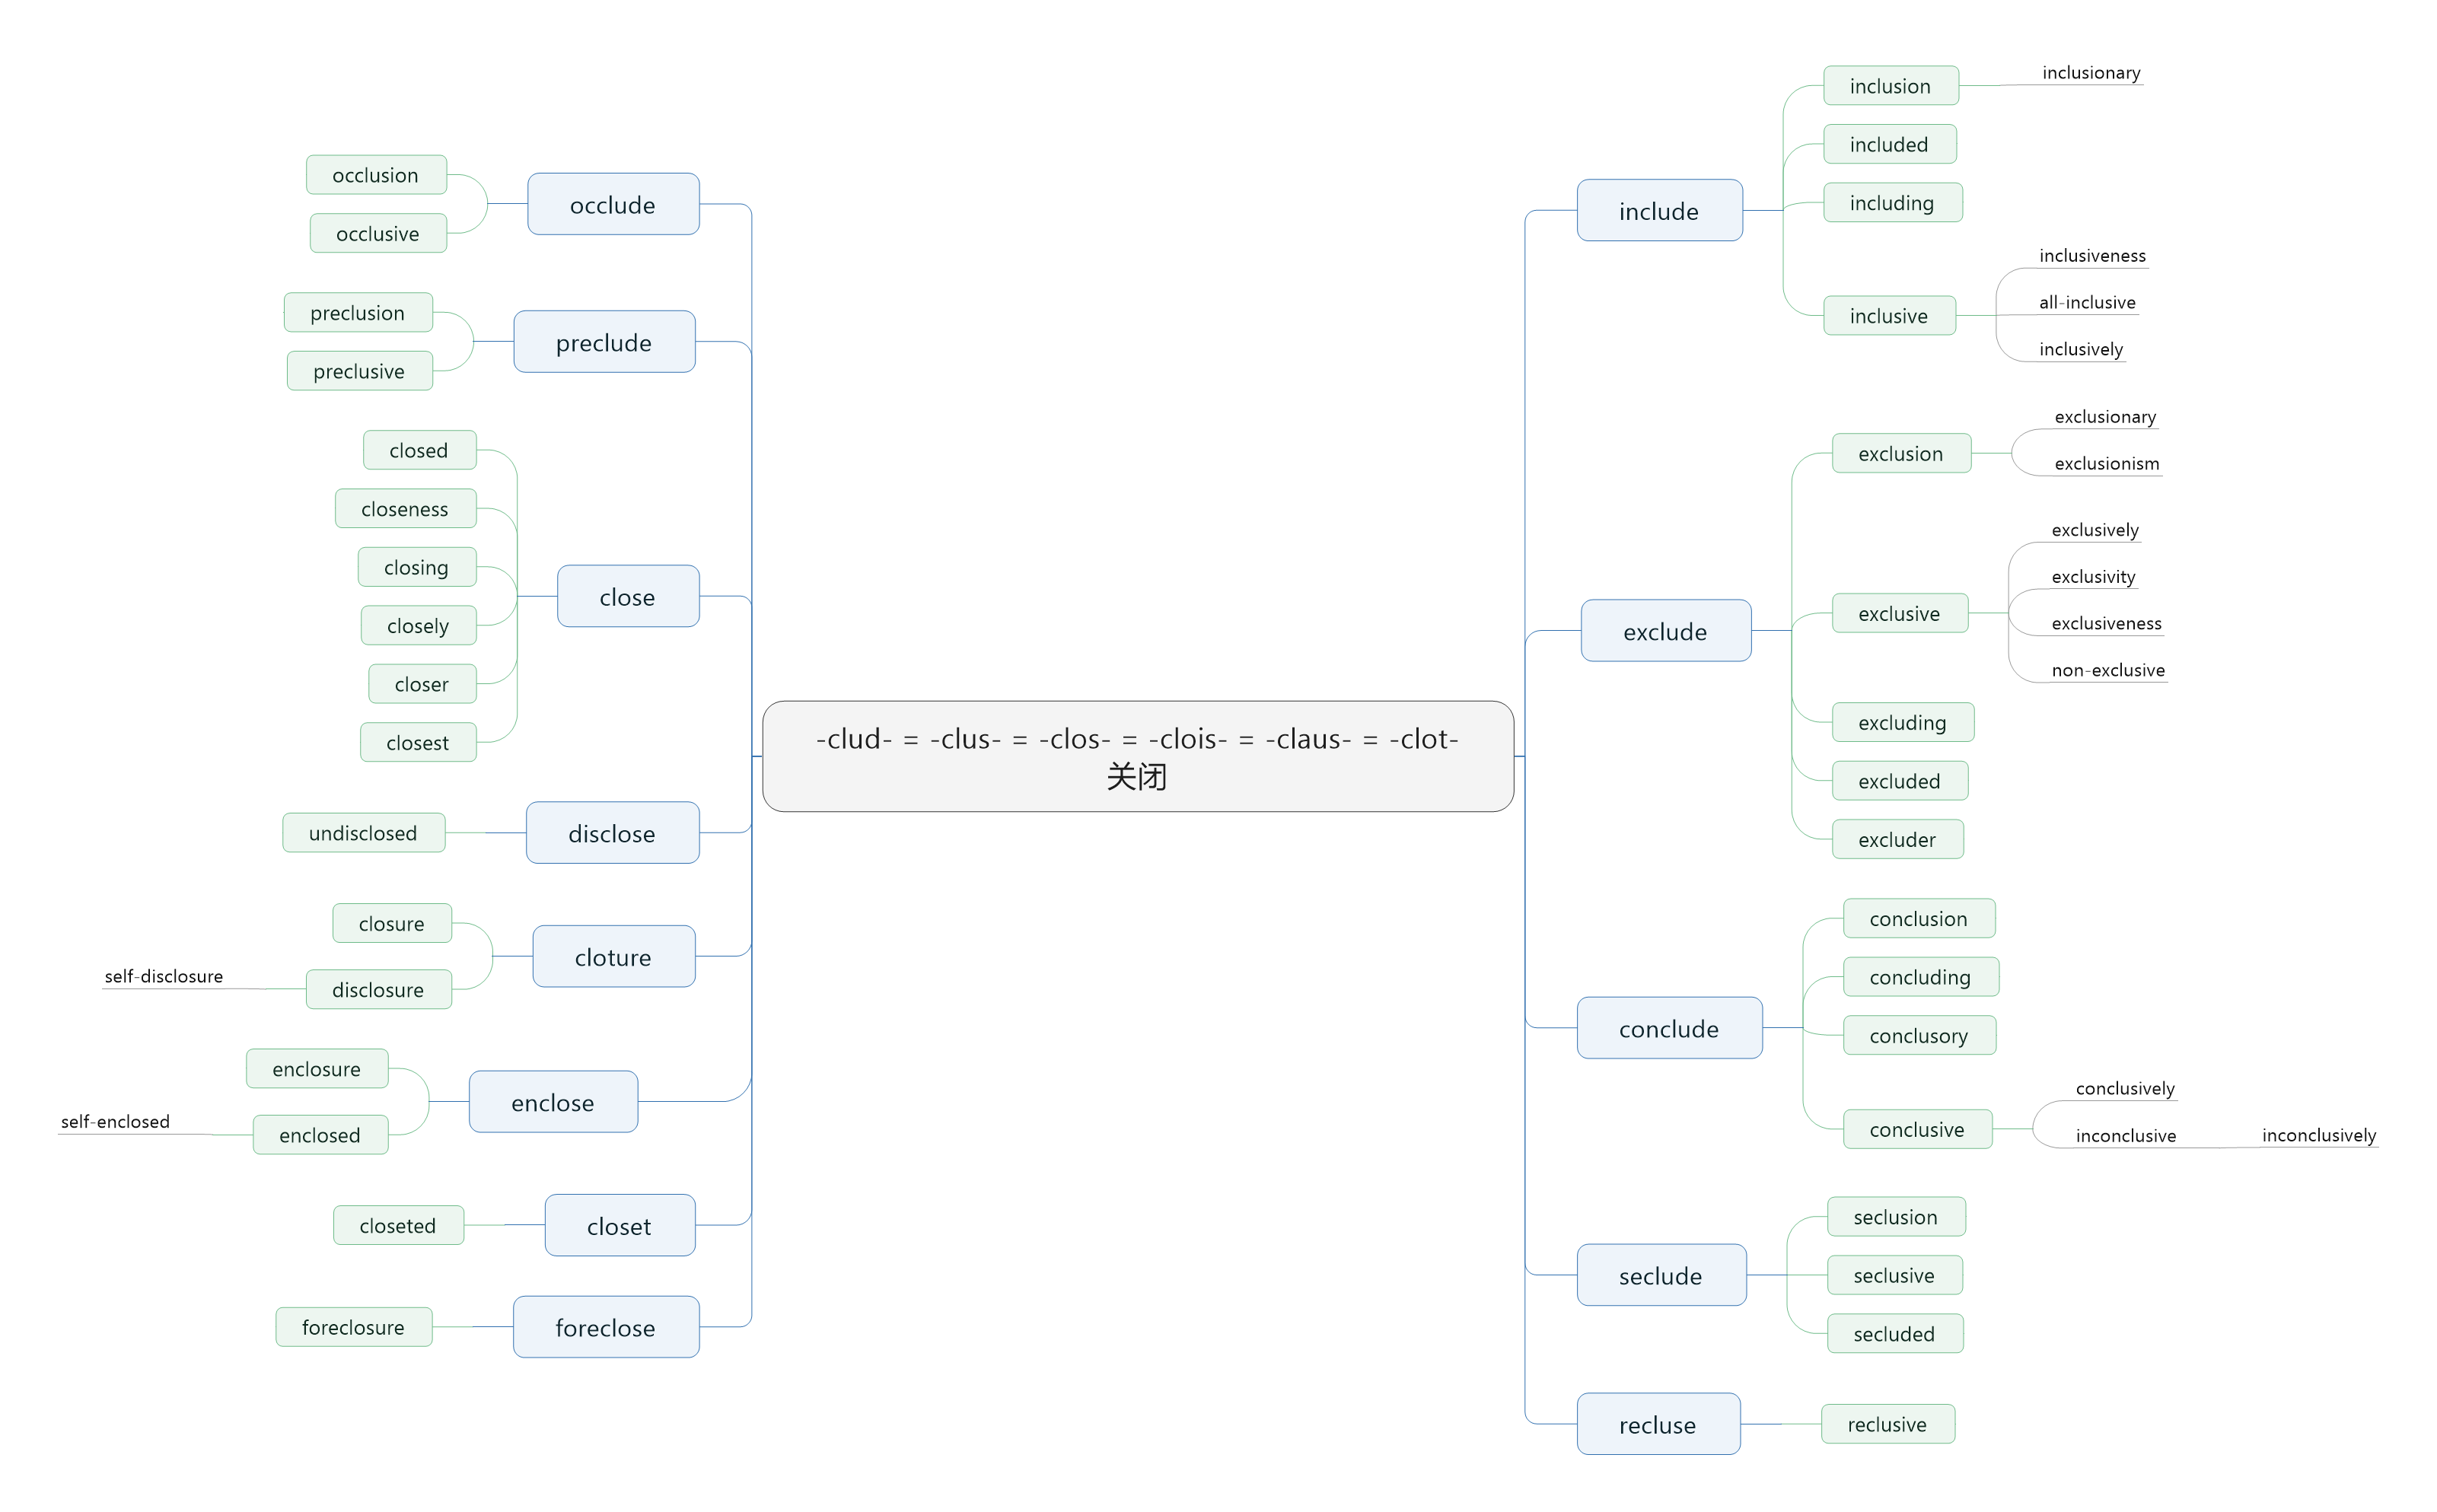 -clud- = -clus- = -clos- = -clois- = -claus- = -clot-
关闭
include
inclusion
inclusionary
included
including
inclusive
inclusiveness
all-inclusive
inclusively
exclude
exclusion
exclusionary
exclusionism
exclusive
exclusively
exclusivity
exclusiveness
non-exclusive
excluding
excluded
excluder
conclude
conclusion
concluding
conclusory
conclusive
conclusively
inconclusive
inconclusively
seclude
seclusion
seclusive
secluded
recluse
reclusive
occlude
occlusion
occlusive
preclude
preclusion
preclusive
close
closed
closeness
closing
closely
closer
closest
disclose
undisclosed
cloture
closure
disclosure
self-disclosure
enclose
enclosure
enclosed
self-enclosed
closet
closeted
foreclose
foreclosure